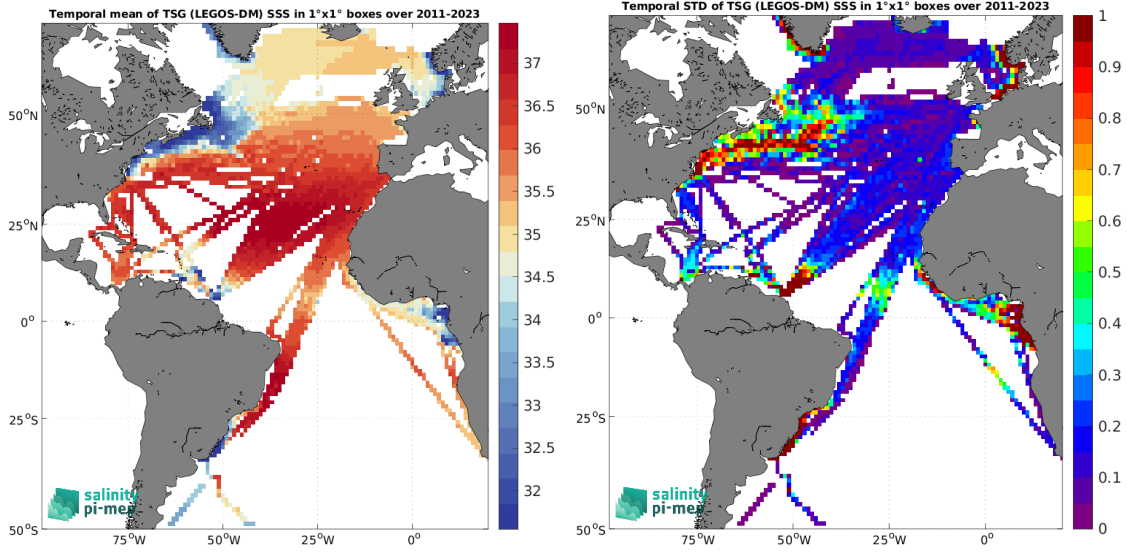 Temporal mean of TSG (LEGOS-DM) SSS in 1°x1° boxes over 2011-2023
50°N
25°N
0°
25°S
50°S
75°W
50°W
25°W
0°
37
36.5
36
35.5
35
34.5
34
33.5
33
32.5
32
salinity
pi-mep
Temporal STD of TSG (LEGOS-DM) SSS in 1°x1° boxes over 2011-2023
50°N
25°N
0°
25°S
50°S
75°W
50°W
25°W
0°
1
0.9
0.8
0.7
0.6
0.5
0.4
0.3
0.2
0.1
0
salinity
pi-mep